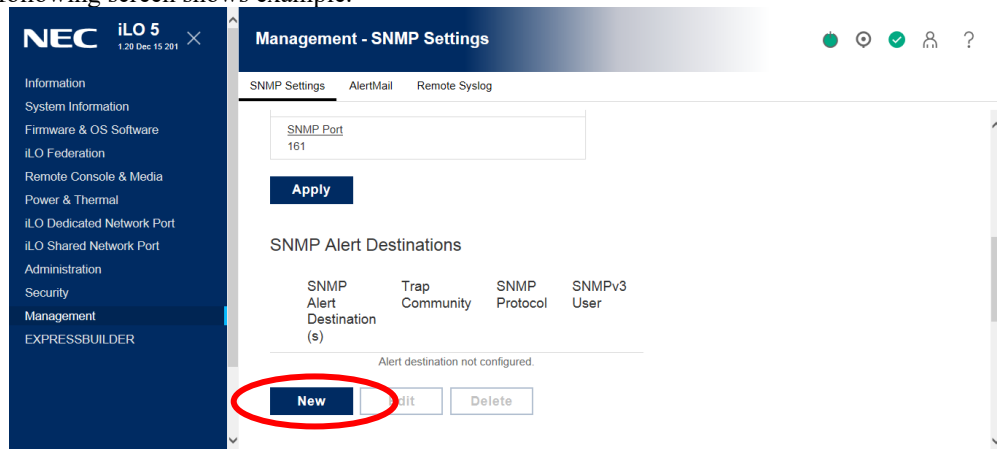 following screen shows example.
NEC iLO 5
1.20 Dec 15 201
Management - SNMP Settings
?
Information
System Information
Firmware & OS Software
iLO Federation
Remote Console & Media
Power & Thermal
iLO Dedicated Network Port
iLO Shared Network Port
Administration
Security
Management
EXPRESSBUILDER
SNMP Settings AlertMail Remote Syslog
SNMP Port
161
Apply
SNMP Alert Destinations
SNMP Alert Destination (s)
Trap Community
SNMP Protocol
SNMPv3 User
Alert destination not configured.
New Edit Delete